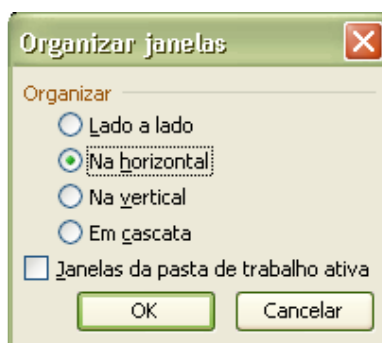 Organizar janelas
Organizar
Lado a lado
Na horizontal
Na vertical
Em cascata
Janelas da pasta de trabalho ativa
OK Cancelar